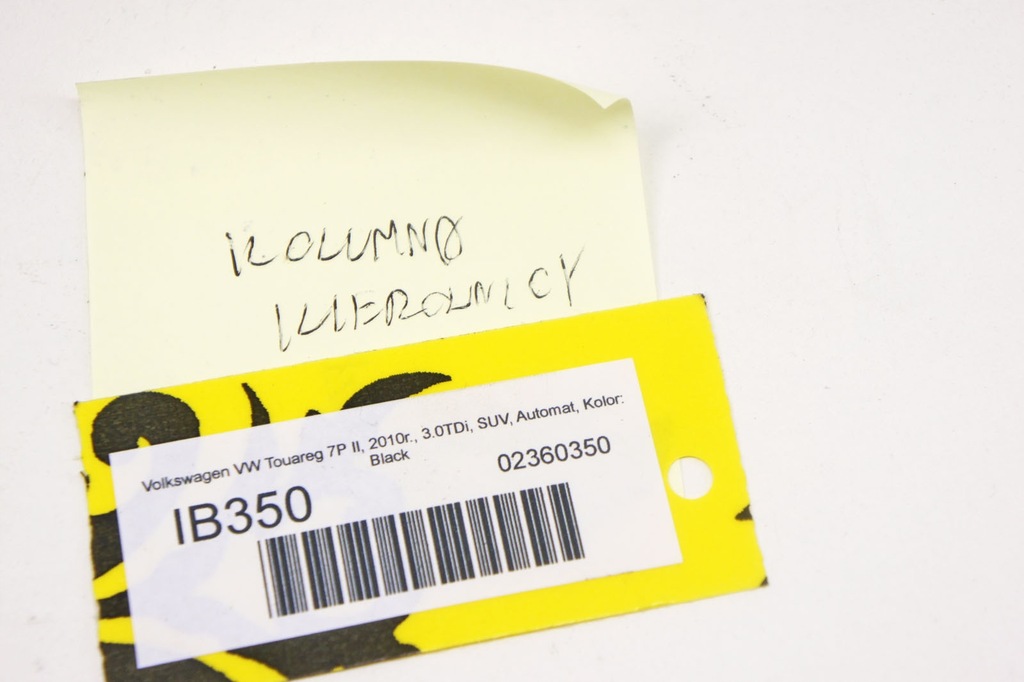 KOLUMNA
KIEROWNICY
Volkswagen VW Touareg 7P II, 2010r., 3.0TDi, SUV, Automat, Kolor:
Black
02360350
IB350